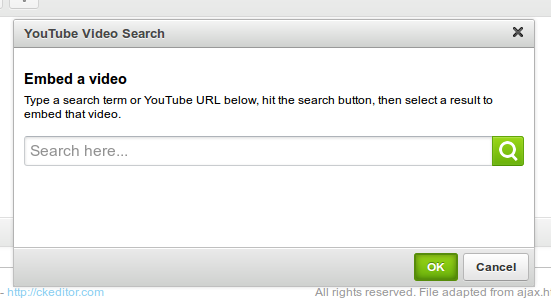 YouTube Video Search
Embed a video
Type a search term or YouTube URL below, hit the search button, then select a result to
embed that video.
Search here...
OK Cancel
- http://ckeditor.com All rights reserved. File adapted from ajax.h